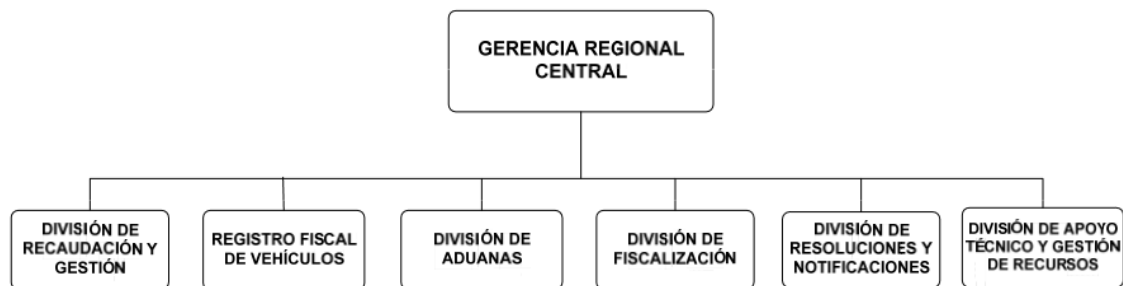 GERENCIA REGIONAL
CENTRAL
DIVISIÓN DE
RECAUDACIÓN Y
GESTIÓN
REGISTRO FISCAL
DE VEHÍCULOS
DIVISIÓN DE
ADUANAS
DIVISIÓN DE
FISCALIZACIÓN
DIVISIÓN DE
RESOLUCIONES Y
NOTIFICACIONES
DIVISIÓN DE APOYO
TÉCNICO Y GESTIÓN
DE RECURSOS